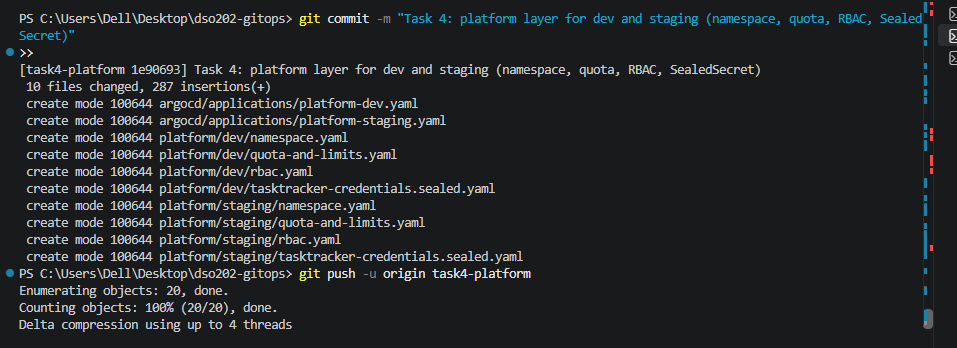 PS C:\Users\Dell\Desktop\dso202-gitops> git commit -m "Task 4: platform layer for dev and staging (namespace, quota, RBAC, Sealed
Secret)"
>>
[task4-platform 1e90693] Task 4: platform layer for dev and staging (namespace, quota, RBAC, SealedSecret)
10 files changed, 287 insertions(+)
create mode 100644 argocd/applications/platform-dev.yaml
create mode 100644 argocd/applications/platform-staging.yaml
create mode 100644 platform/dev/namespace.yaml
create mode 100644 platform/dev/quota-and-limits.yaml
create mode 100644 platform/dev/rbac.yaml
create mode 100644 platform/dev/tasktracker-credentials.sealed.yaml
create mode 100644 platform/staging/namespace.yaml
create mode 100644 platform/staging/quota-and-limits.yaml
create mode 100644 platform/staging/rbac.yaml
create mode 100644 platform/staging/tasktracker-credentials.sealed.yaml
PS C:\Users\Dell\Desktop\dso202-gitops> git push -u origin task4-platform
Enumerating objects: 20, done.
Counting objects: 100% (20/20), done.
Delta compression using up to 4 threads